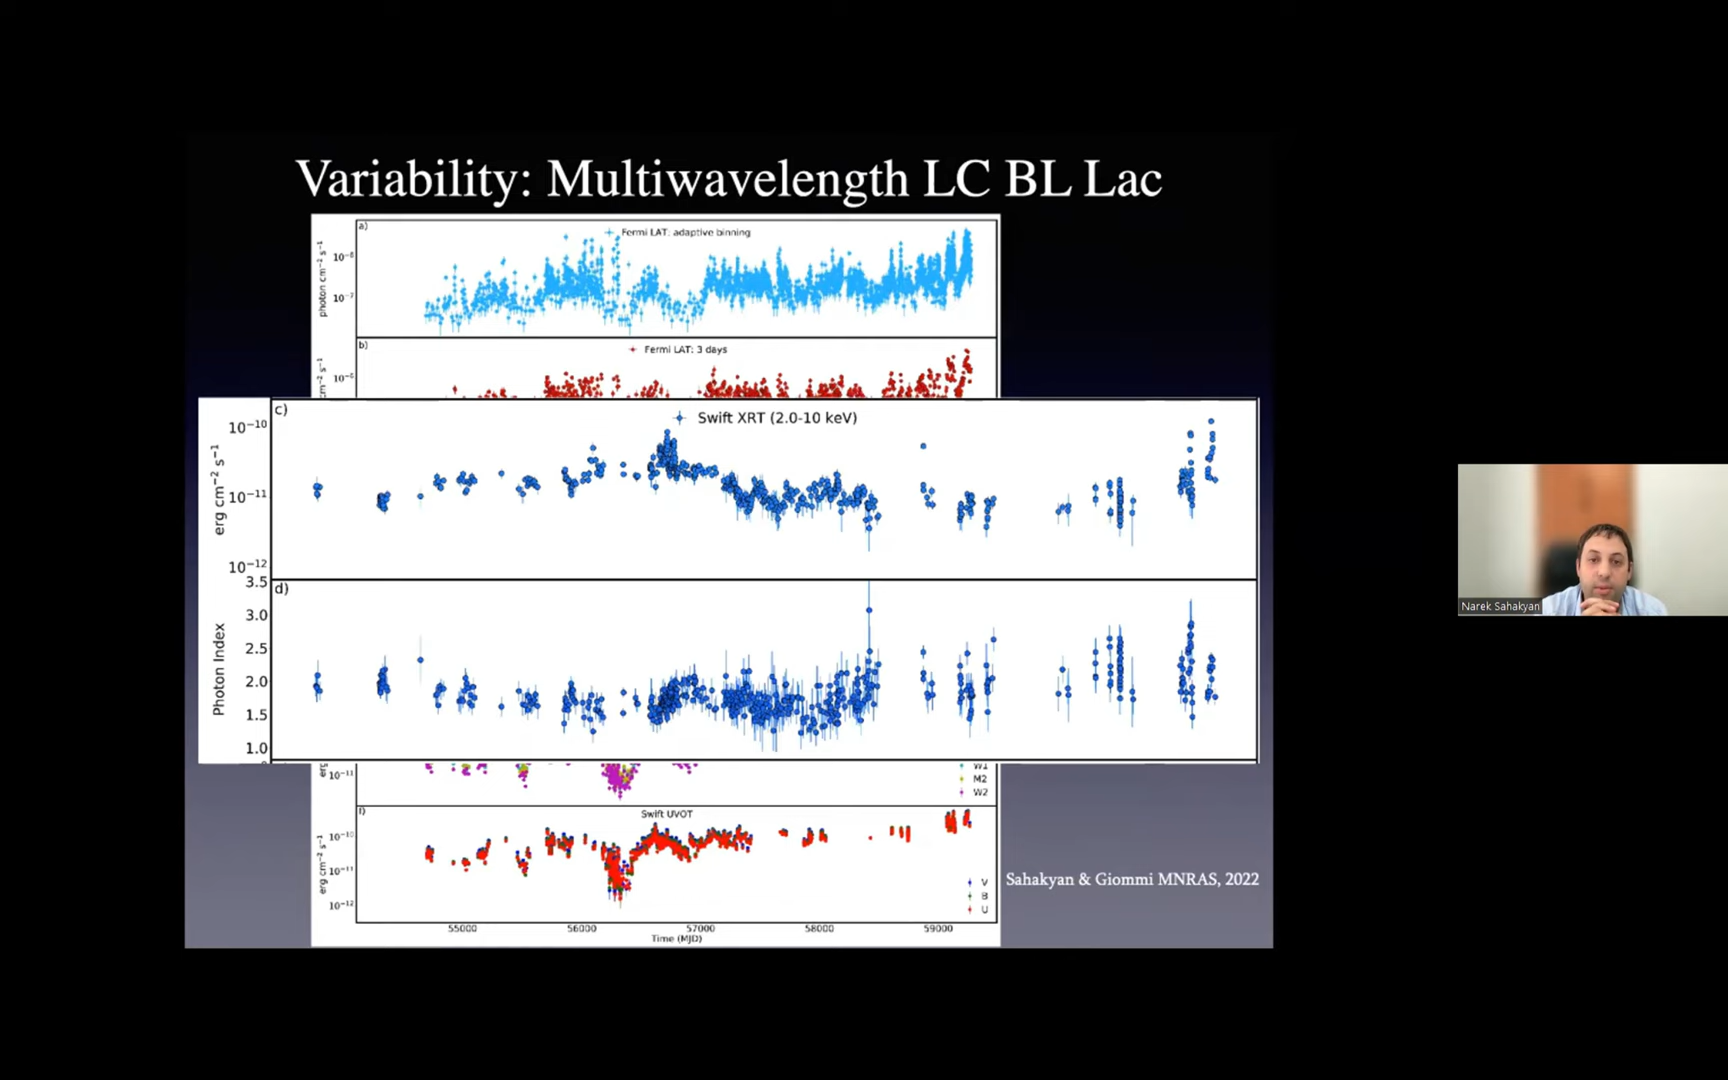 Variability: Multiwavelength LC BL Lac
a)
Fermi LAT: adaptive binning
photon cm⁻² s⁻¹
10⁻⁶
10⁻⁷
b)
Fermi LAT: 3 days
cm⁻² s⁻¹
10⁻⁶
c)
Swift XRT (2.0-10 keV)
erg cm⁻² s⁻¹
10⁻¹⁰
10⁻¹¹
10⁻¹²
d)
Photon Index
3.5
3.0
2.5
2.0
1.5
1.0
erg
10⁻¹¹
W1
M2
W2
f)
Swift UVOT
erg cm⁻² s⁻¹
10⁻¹⁰
10⁻¹¹
10⁻¹²
V
B
U
55000 56000 57000 58000 59000
Time (MJD)
Sahakyan & Giommi MNRAS, 2022
Narek Sahakyan